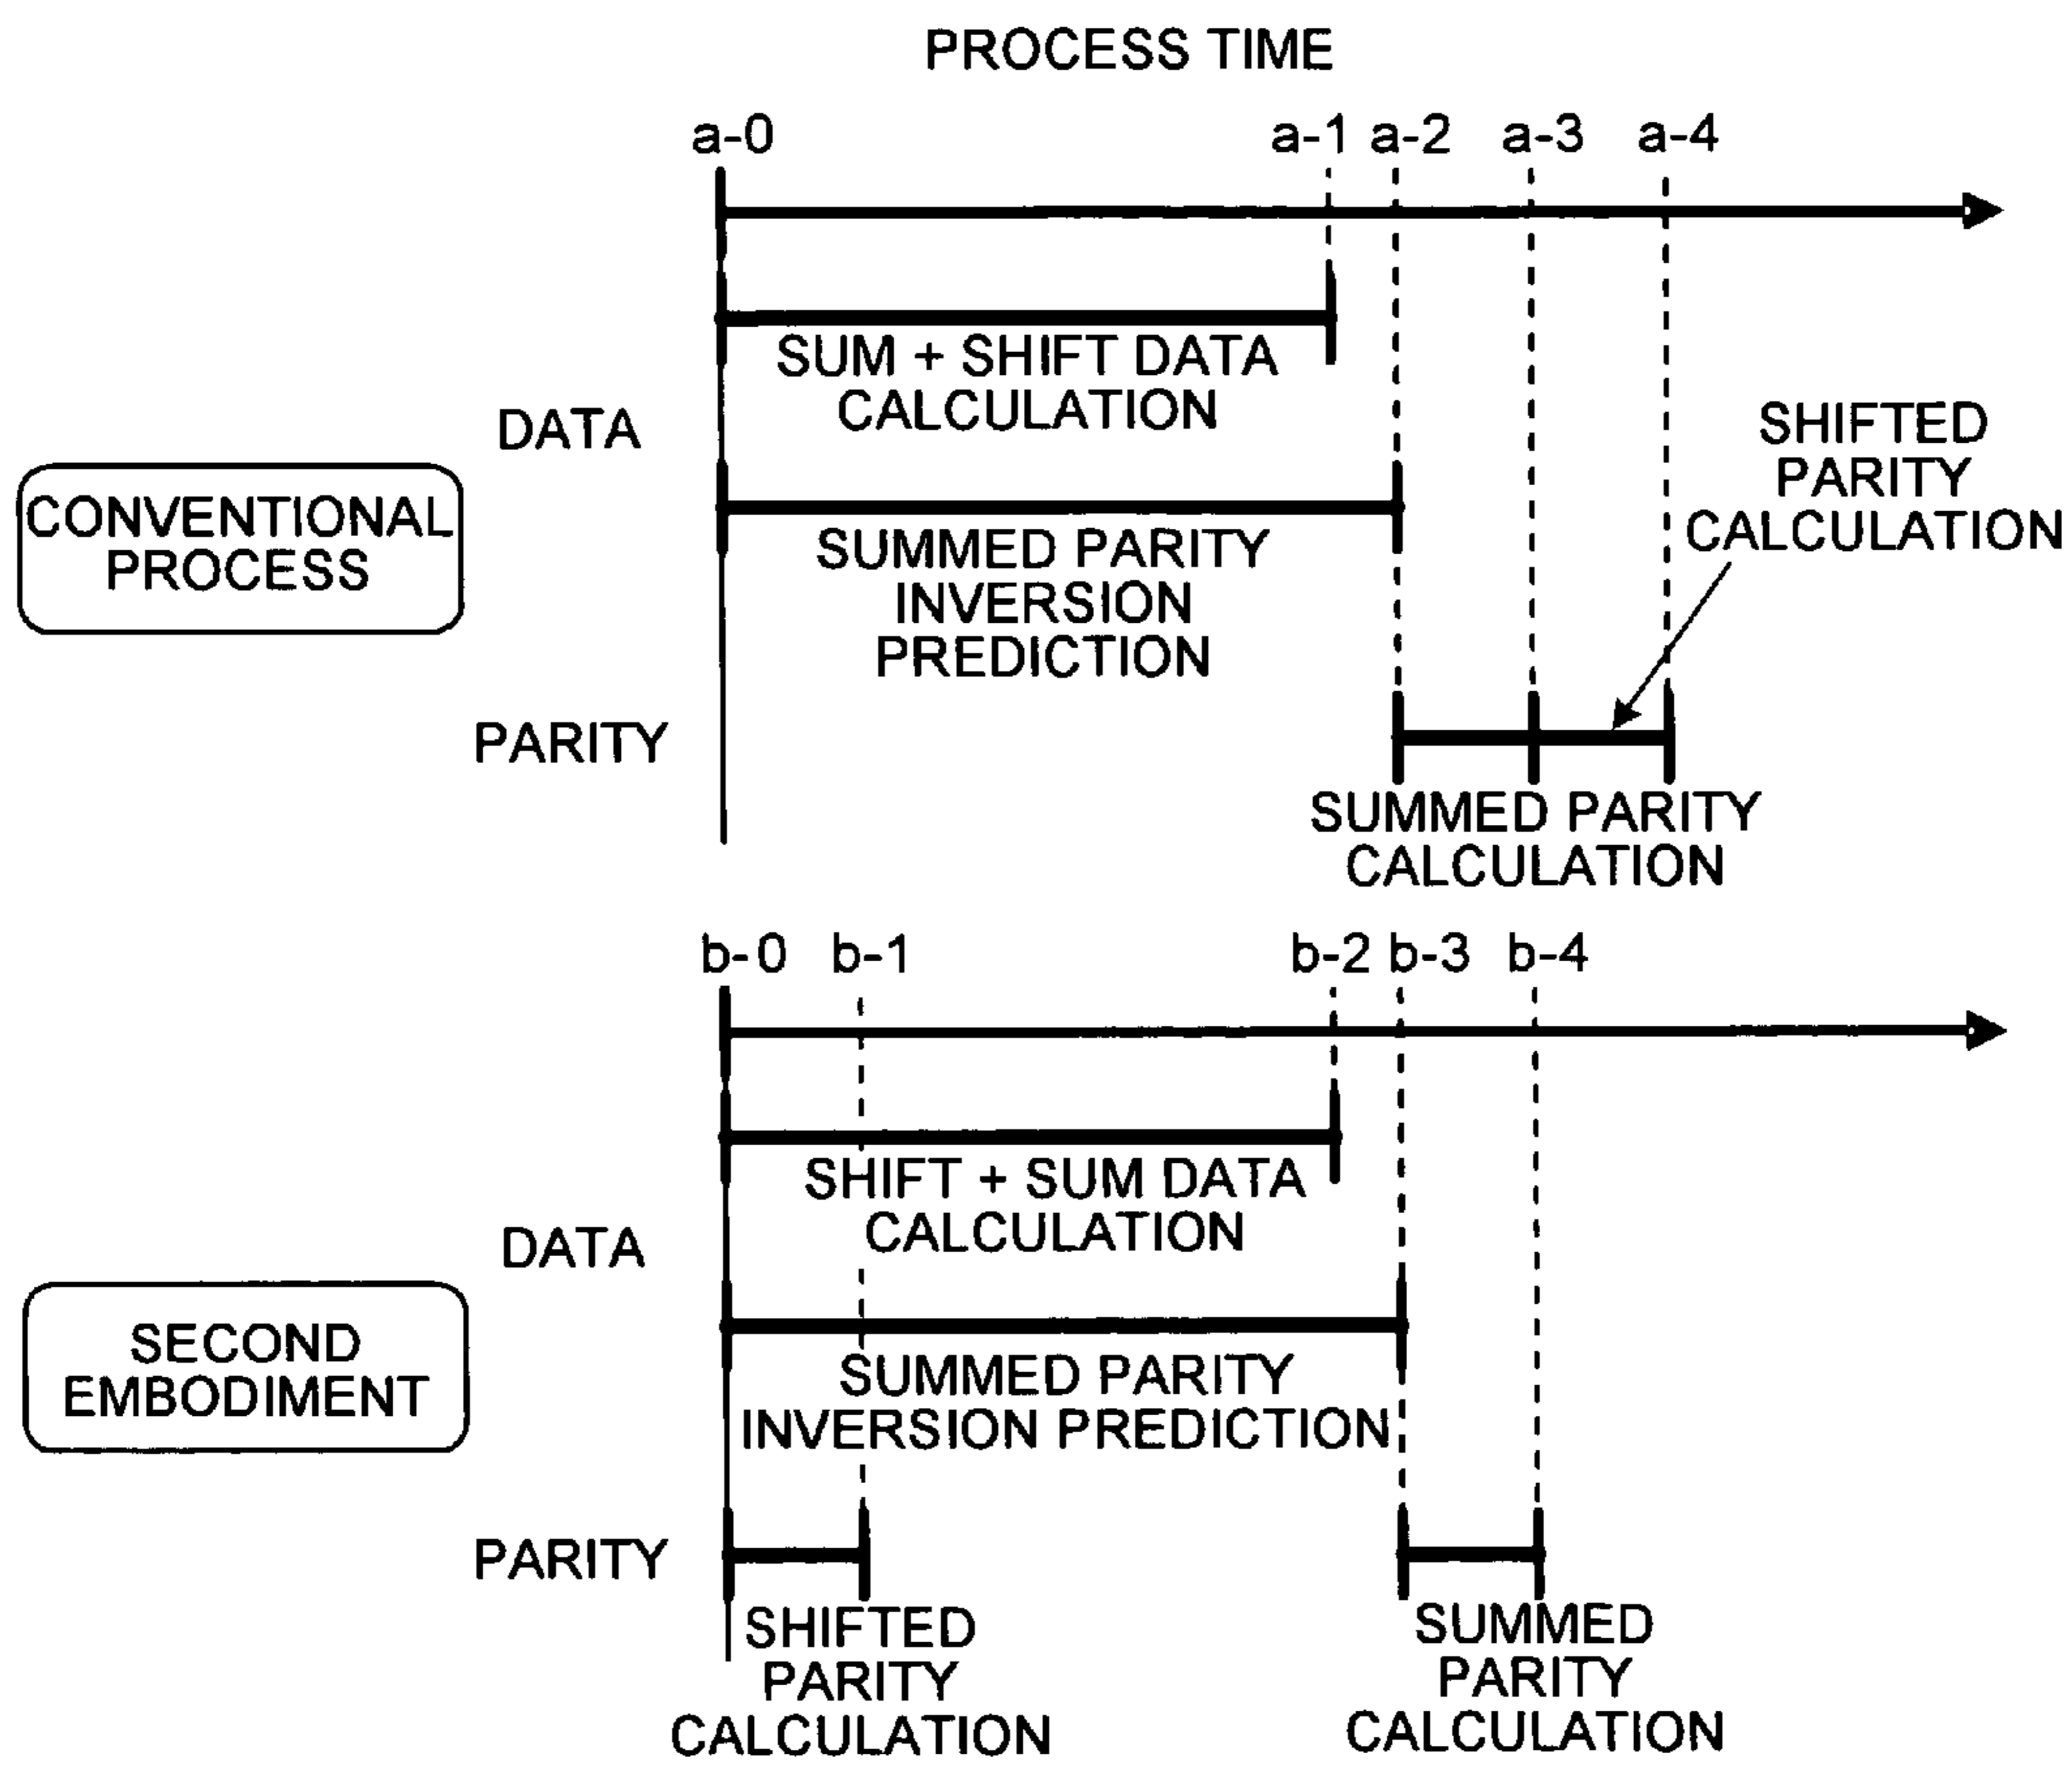 PROCESS TIME
a-0 a-1 a-2 a-3 a-4
SUM + SHIFT DATA
CALCULATION
DATA
SHIFTED
PARITY
CALCULATION
CONVENTIONAL
PROCESS
SUMMED PARITY
INVERSION
PREDICTION
PARITY
SUMMED PARITY
CALCULATION
b-0 b-1 b-2 b-3 b-4
SHIFT + SUM DATA
CALCULATION
DATA
SECOND
EMBODIMENT
SUMMED PARITY
INVERSION PREDICTION
PARITY
SHIFTED
PARITY
CALCULATION
SUMMED
PARITY
CALCULATION